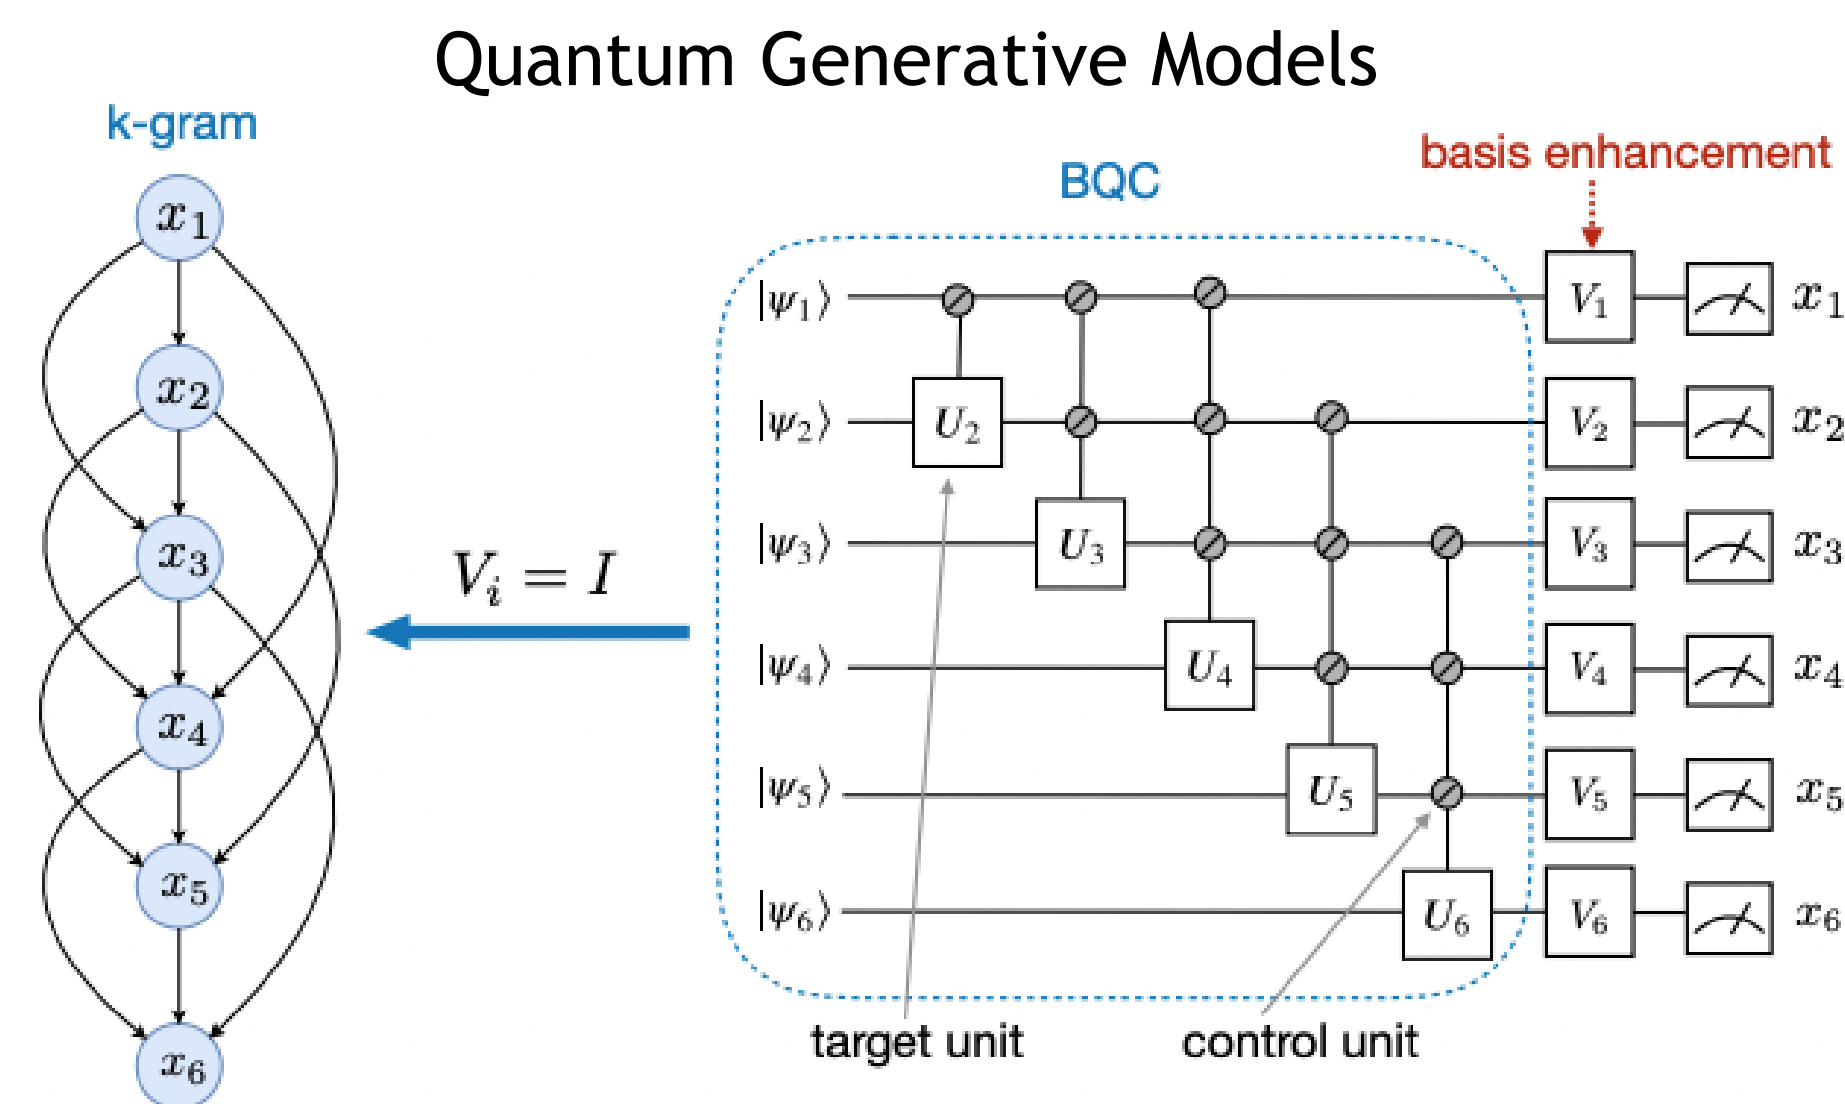 Quantum Generative Models
k-gram
x1
x2
x3
x4
x5
x6
Vi = I
BQC
basis enhancement
|ψ1⟩ V1 x1
|ψ2⟩ U2 V2 x2
|ψ3⟩ U3 V3 x3
|ψ4⟩ U4 V4 x4
|ψ5⟩ U5 V5 x5
|ψ6⟩ U6 V6 x6
target unit
control unit